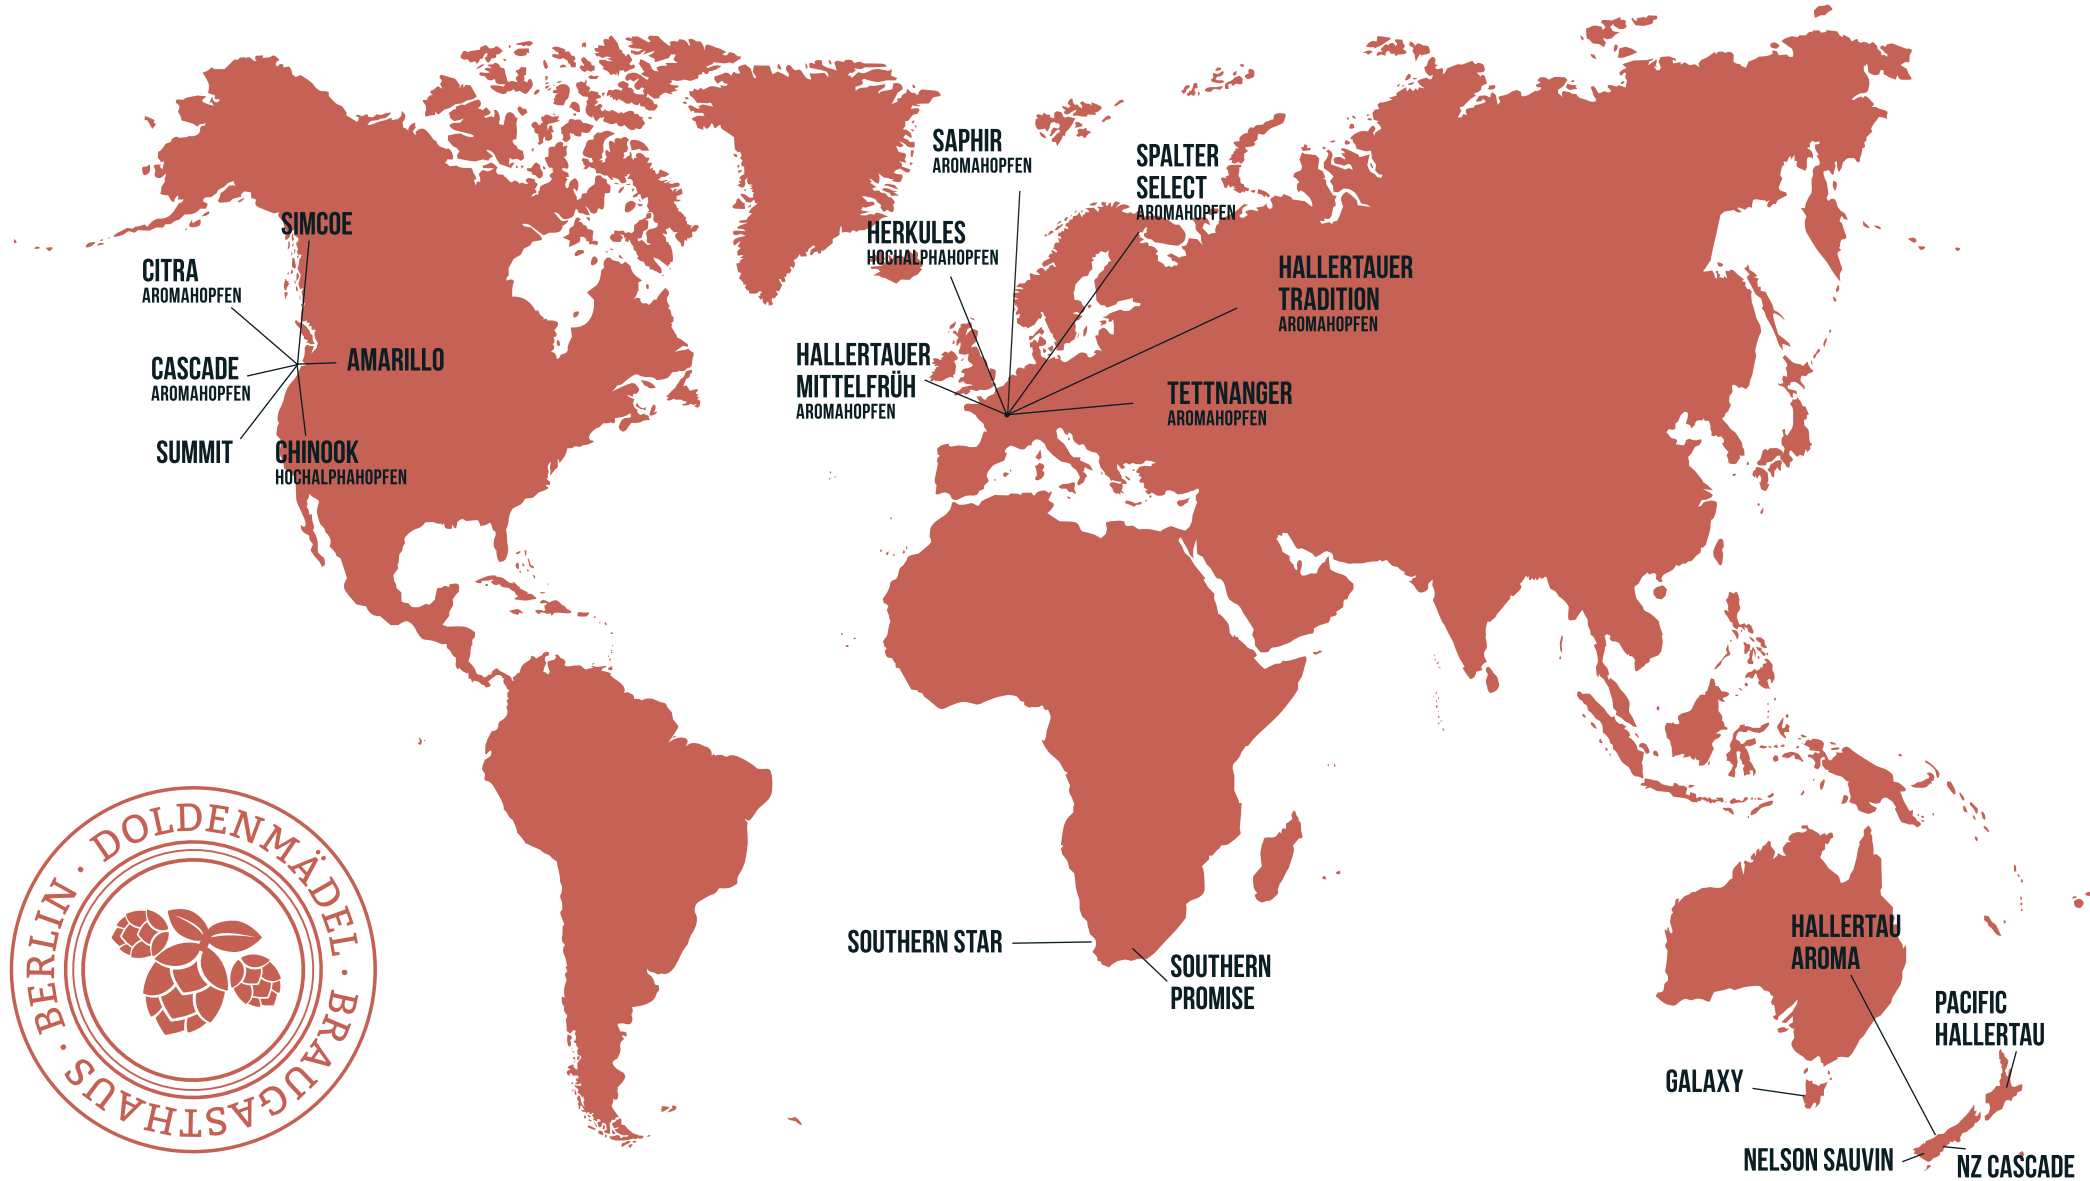 SIMCOE
CITRA
AROMAHOPFEN
CASCADE
AROMAHOPFEN
AMARILLO
SUMMIT
CHINOOK
HOCHALPHAHOPFEN
SAPHIR
AROMAHOPFEN
SPALTER
SELECT
AROMAHOPFEN
HERKULES
HOCHALPHAHOPFEN
HALLERTAUER
TRADITION
AROMAHOPFEN
HALLERTAUER
MITTELFRÜH
AROMAHOPFEN
TETTNANGER
AROMAHOPFEN
SOUTHERN STAR
SOUTHERN
PROMISE
HALLERTAU
AROMA
PACIFIC
HALLERTAU
GALAXY
NELSON SAUVIN
NZ CASCADE
DOLDENMÄDEL · BRAUGASTHAUS · BERLIN ·